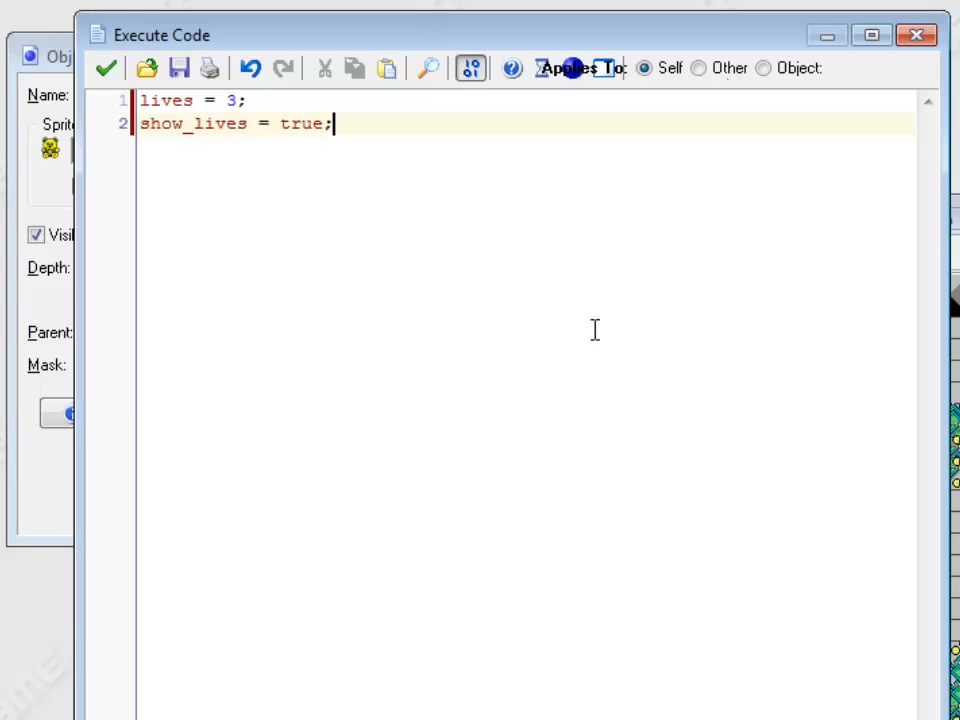 Execute Code
Obj
Applies To:
Self
Other
Object:
Name:
1 lives = 3;
2 show_lives = true;
Sprite
Visil
Depth:
Parent:
Mask: